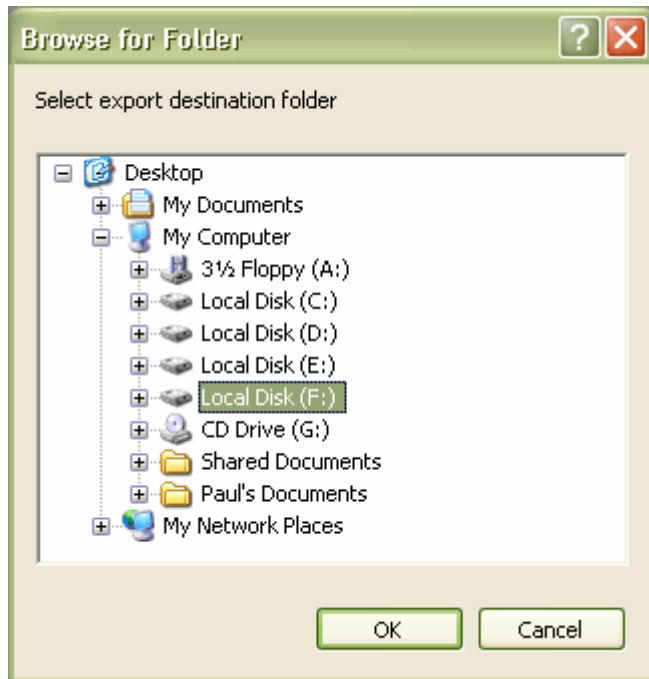 Browse for Folder
Select export destination folder
Desktop
My Documents
My Computer
3½ Floppy (A:)
Local Disk (C:)
Local Disk (D:)
Local Disk (E:)
Local Disk (F:)
CD Drive (G:)
Shared Documents
Paul's Documents
My Network Places
OK Cancel